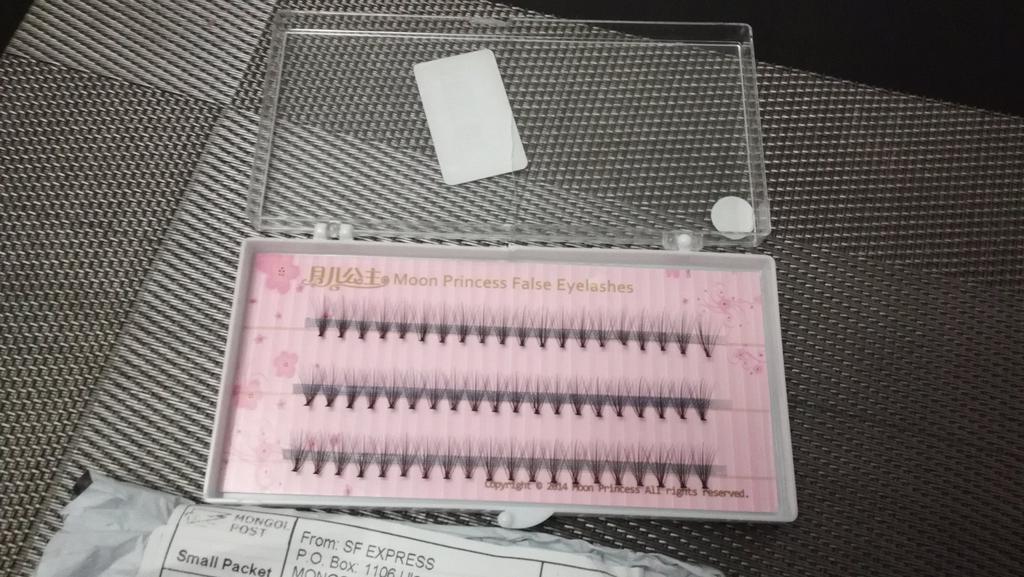 月儿公主® Moon Princess False Eyelashes
Copyright © 2014 Moon Princess All rights reserved.
MONGOL
POST
Small Packet
From: SF EXPRESS
P.O. Box: 1106